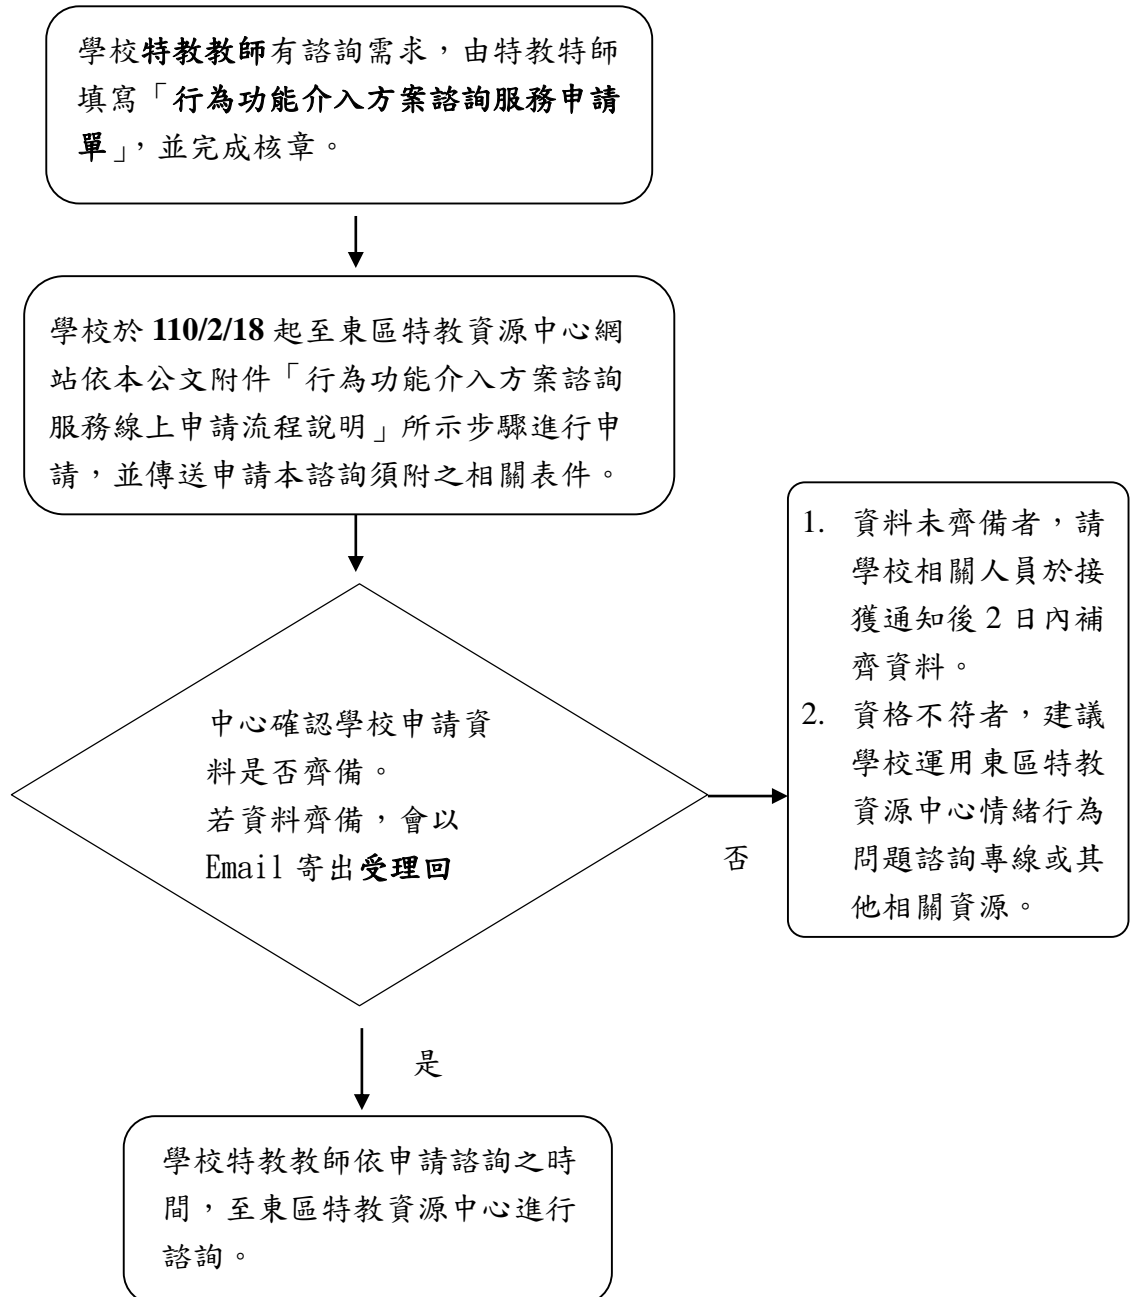 學校特教教師有諮詢需求，由特教特師
填寫「行為功能介入方案諮詢服務申請
單」，並完成核章。
學校於 110/2/18 起至東區特教資源中心網
站依本公文附件「行為功能介入方案諮詢
服務線上申請流程說明」所示步驟進行申
請，並傳送申請本諮詢須附之相關表件。
中心確認學校申請資
料是否齊備。
若資料齊備，會以
Email 寄出受理回
否
1. 資料未齊備者，請
學校相關人員於接
獲通知後 2 日內補
齊資料。
2. 資格不符者，建議
學校運用東區特教
資源中心情緒行為
問題諮詢專線或其
他相關資源。
是
學校特教教師依申請諮詢之時
間，至東區特教資源中心進行
諮詢。